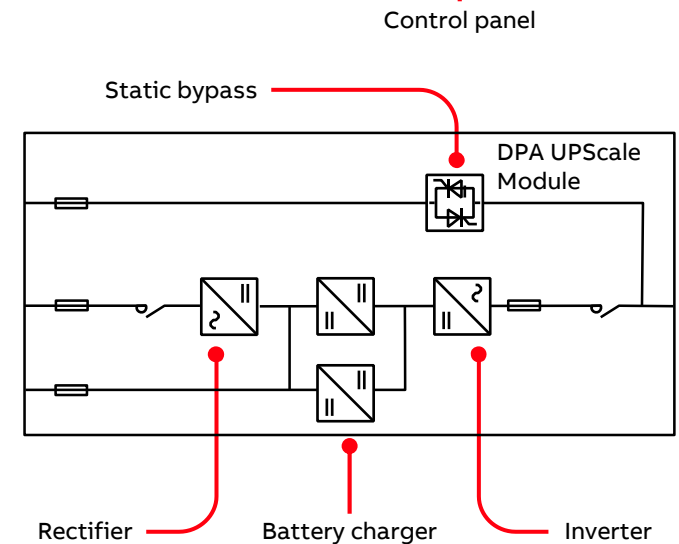 Control panel
Static bypass
DPA UPScale
Module
Rectifier
Battery charger
Inverter